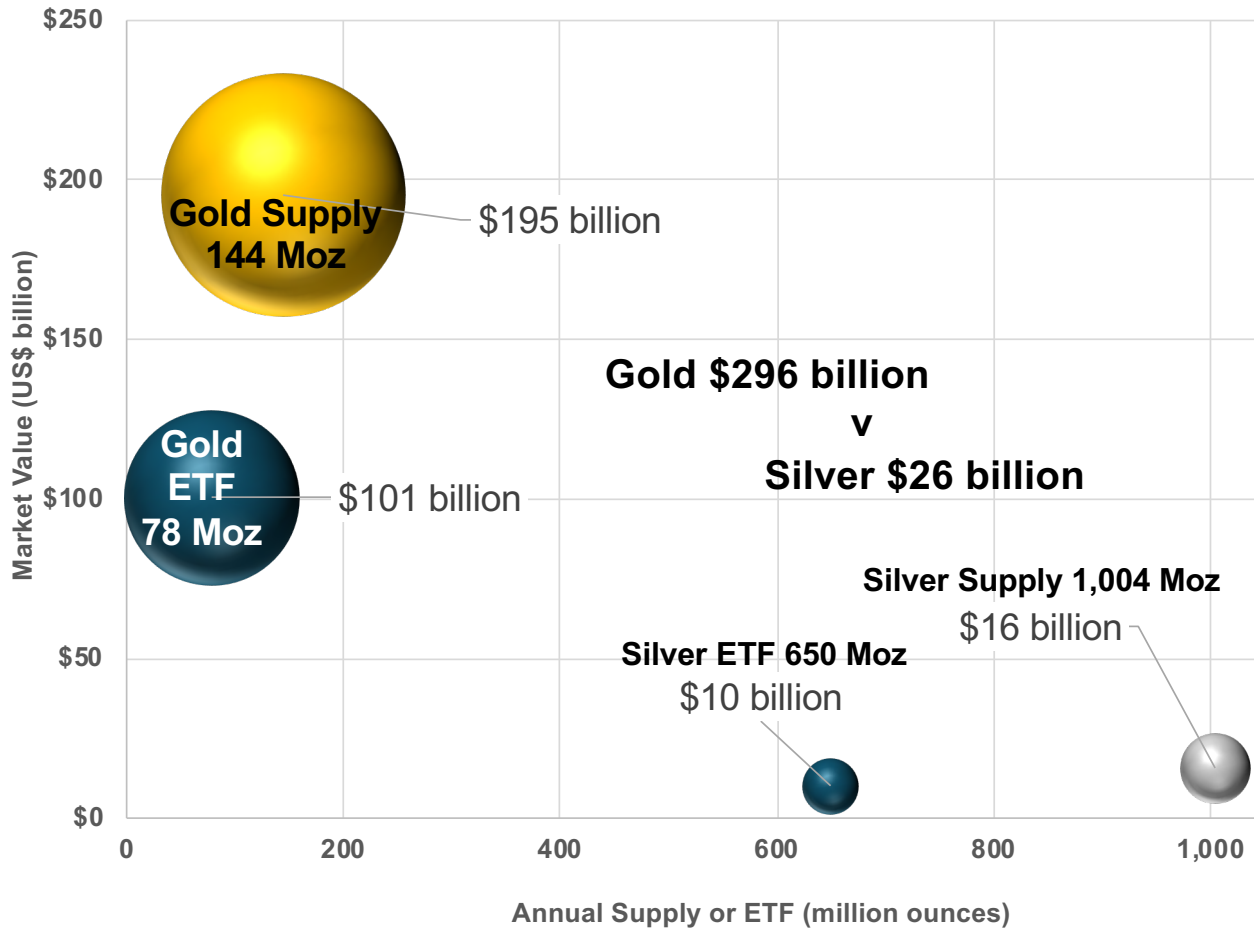 $250
$200
$150
$100
$50
$0
Market Value (US$ billion)
Gold Supply
144 Moz
$195 billion
Gold
ETF
78 Moz
$101 billion
Gold $296 billion
v
Silver $26 billion
Silver Supply 1,004 Moz
$16 billion
Silver ETF 650 Moz
$10 billion
0 200 400 600 800 1,000
Annual Supply or ETF (million ounces)